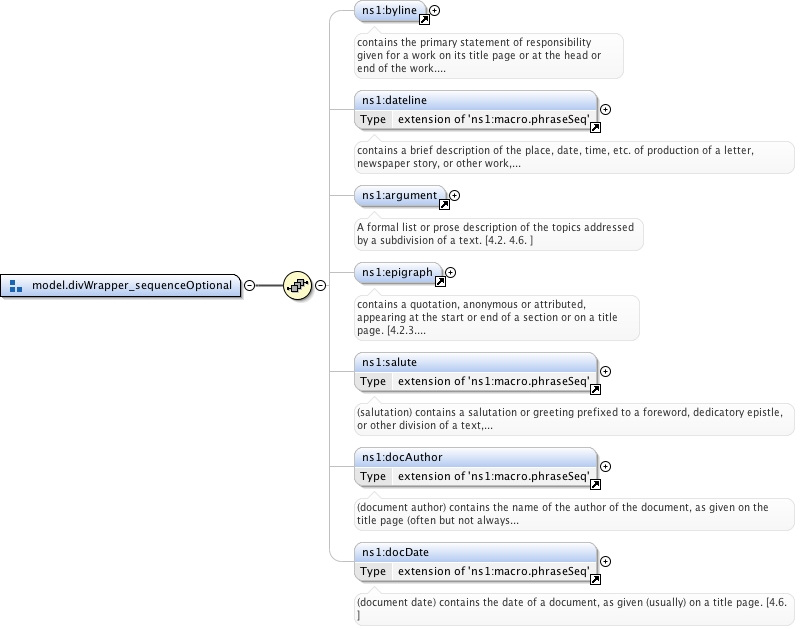 ns1:byline
contains the primary statement of responsibility
given for a work on its title page or at the head or
end of the work....
ns1:dateline
Type extension of 'ns1:macro.phraseSeq'
contains a brief description of the place, date, time, etc. of production of a letter,
newspaper story, or other work,...
ns1:argument
A formal list or prose description of the topics addressed
by a subdivision of a text. [4.2. 4.6. ]
ns1:epigraph
contains a quotation, anonymous or attributed,
appearing at the start or end of a section or on a title
page. [4.2.3....
model.divWrapper_sequenceOptional
ns1:salute
Type extension of 'ns1:macro.phraseSeq'
(salutation) contains a salutation or greeting prefixed to a foreword, dedicatory epistle,
or other division of a text,...
ns1:docAuthor
Type extension of 'ns1:macro.phraseSeq'
(document author) contains the name of the author of the document, as given on the
title page (often but not always...
ns1:docDate
Type extension of 'ns1:macro.phraseSeq'
(document date) contains the date of a document, as given (usually) on a title page. [4.6.
]